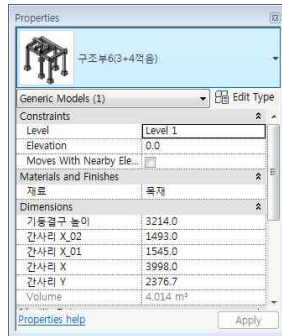 Properties
구조부6(3+4꺽음)
Generic Models (1)
Edit Type
Constraints
Level Level 1
Elevation 0.0
Moves With Nearby Ele...
Materials and Finishes
재료 목재
Dimensions
기둥결구 높이 3214.0
간사리 X_02 1493.0
간사리 X_01 1545.0
간사리 X 3998.0
간사리 Y 2376.7
Volume 4.014 m³
Properties help
Apply